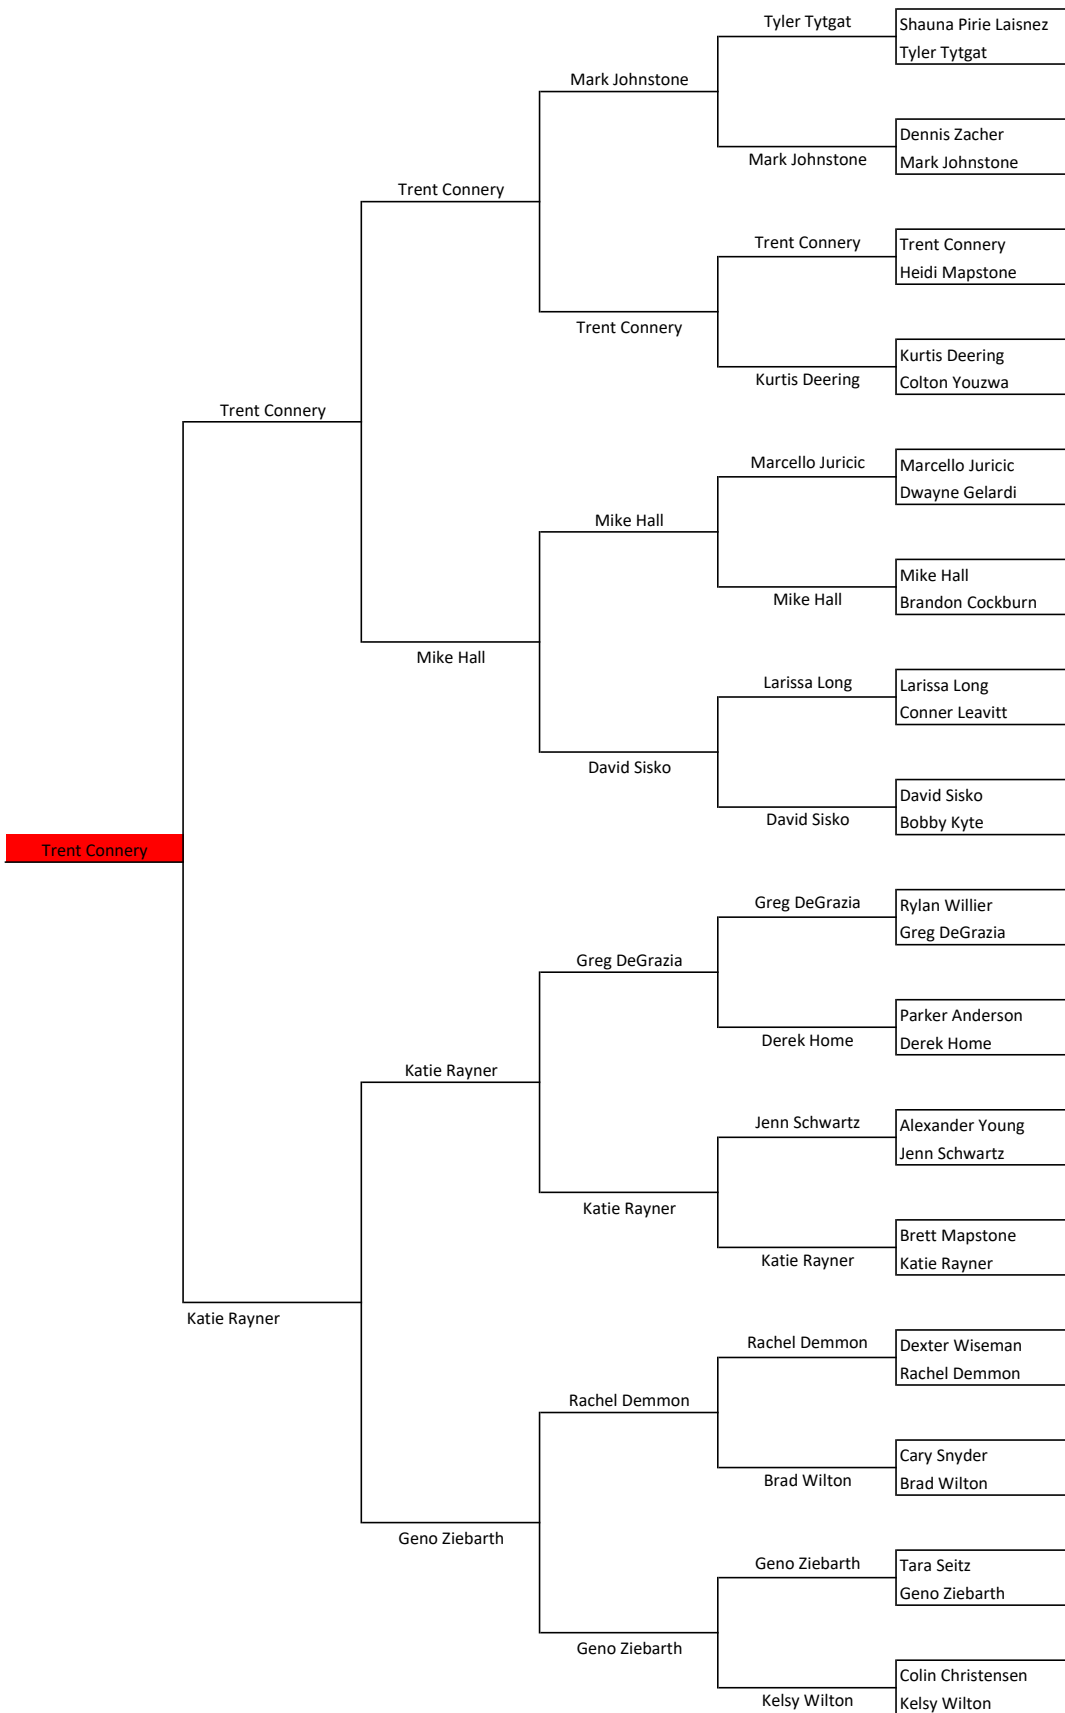 Tyler Tytgat
Shauna Pirie Laisnez
Tyler Tytgat
Mark Johnstone
Dennis Zacher
Mark Johnstone
Mark Johnstone
Trent Connery
Trent Connery
Trent Connery
Heidi Mapstone
Trent Connery
Kurtis Deering
Kurtis Deering
Colton Youzwa
Trent Connery
Marcello Juricic
Marcello Juricic
Dwayne Gelardi
Mike Hall
Mike Hall
Mike Hall
Brandon Cockburn
Mike Hall
Larissa Long
Larissa Long
Conner Leavitt
David Sisko
David Sisko
David Sisko
Bobby Kyte
Trent Connery
Greg DeGrazia
Rylan Willier
Greg DeGrazia
Greg DeGrazia
Parker Anderson
Derek Home
Derek Home
Katie Rayner
Jenn Schwartz
Alexander Young
Jenn Schwartz
Katie Rayner
Brett Mapstone
Katie Rayner
Katie Rayner
Katie Rayner
Rachel Demmon
Dexter Wiseman
Rachel Demmon
Rachel Demmon
Cary Snyder
Brad Wilton
Brad Wilton
Geno Ziebarth
Geno Ziebarth
Tara Seitz
Geno Ziebarth
Geno Ziebarth
Colin Christensen
Kelsy Wilton
Kelsy Wilton